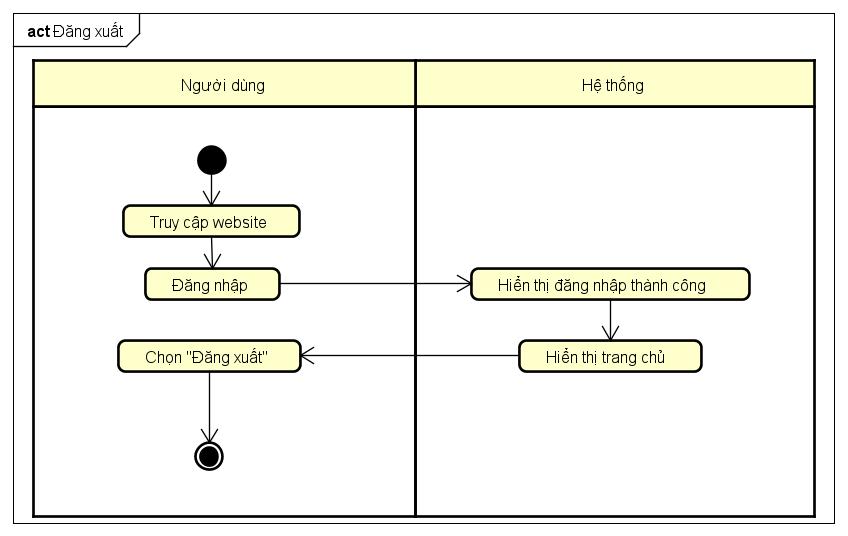 act Đăng xuất
Người dùng
Hệ thống
Truy cập website
Đăng nhập
Hiển thị đăng nhập thành công
Chọn "Đăng xuất"
Hiển thị trang chủ